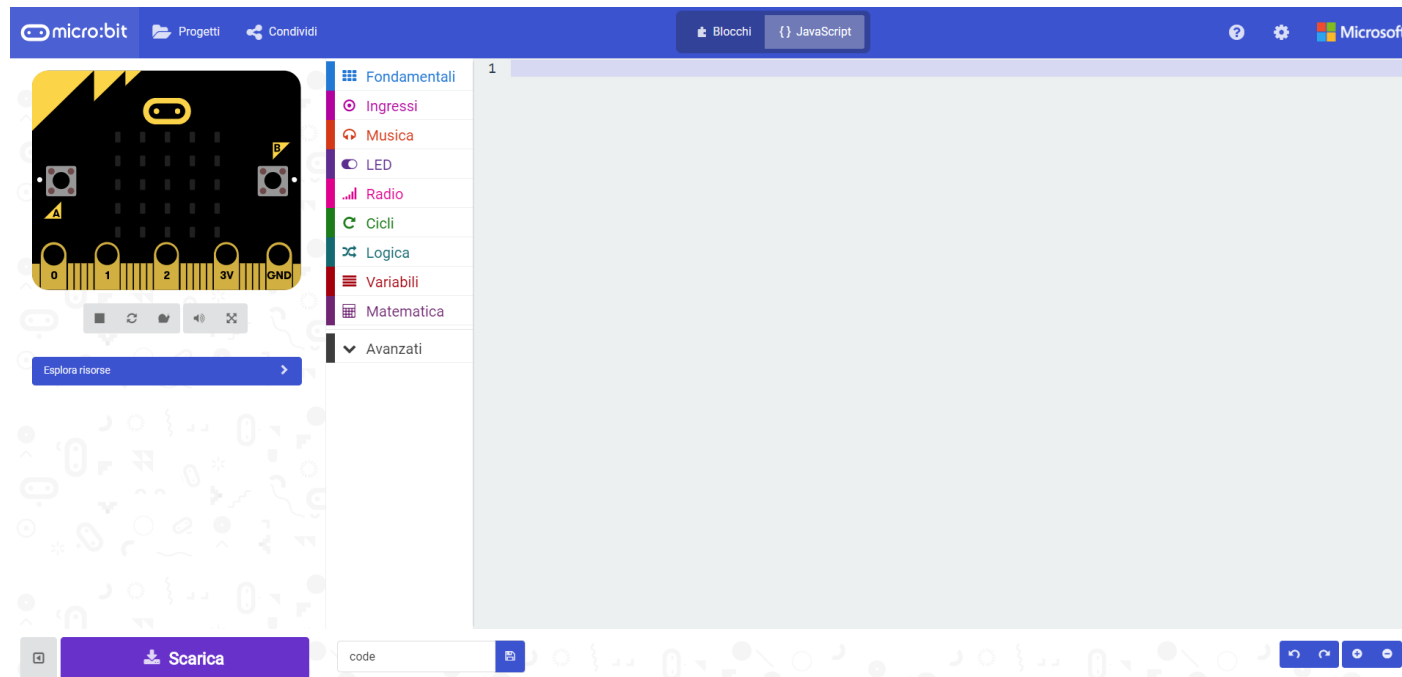 micro:bit Progetti Condividi Blocchi {} JavaScript Microsoft
Fondamentali
Ingressi
Musica
LED
Radio
Cicli
Logica
Variabili
Matematica
Avanzati
1
B
A
0 1 2 3V GND
Esplora risorse
Scarica
code